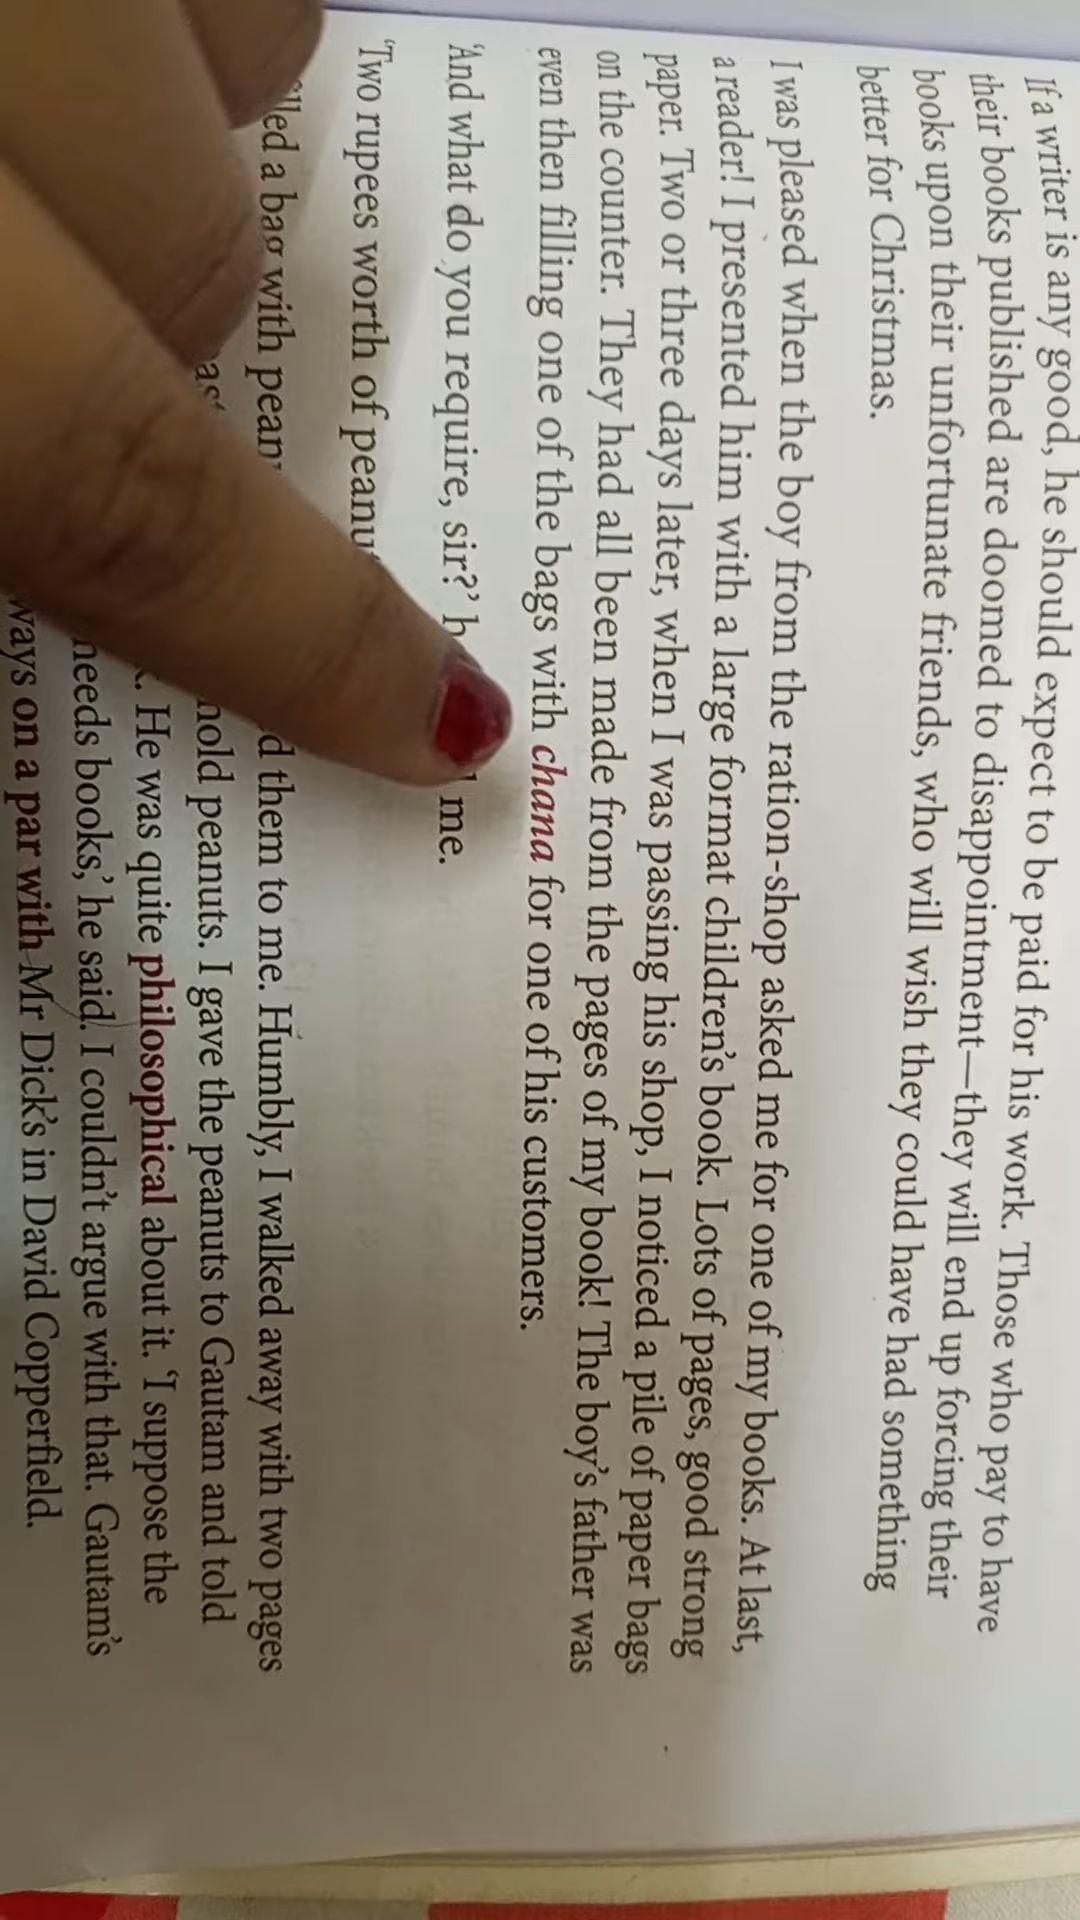 If a writer is any good, he should expect to be paid for his work. Those who pay to have
their books published are doomed to disappointment—they will end up forcing their
books upon their unfortunate friends, who will wish they could have had something
better for Christmas.
I was pleased when the boy from the ration-shop asked me for one of my books. At last,
a reader! I presented him with a large format children's book. Lots of pages, good strong
paper. Two or three days later, when I was passing his shop, I noticed a pile of paper bags
on the counter. They had all been made from the pages of my book! The boy's father was
even then filling one of the bags with chana for one of his customers.
'And what do you require, sir?' me.
'Two rupees worth of
a bag with them to me. Humbly, I walked away with two pages
peanuts. I gave the peanuts to Gautam and told
He was quite philosophical about it. 'I suppose the
needs books,' he said. I couldn't argue with that. Gautam's
on a par with Mr Dick's in David Copperfield.